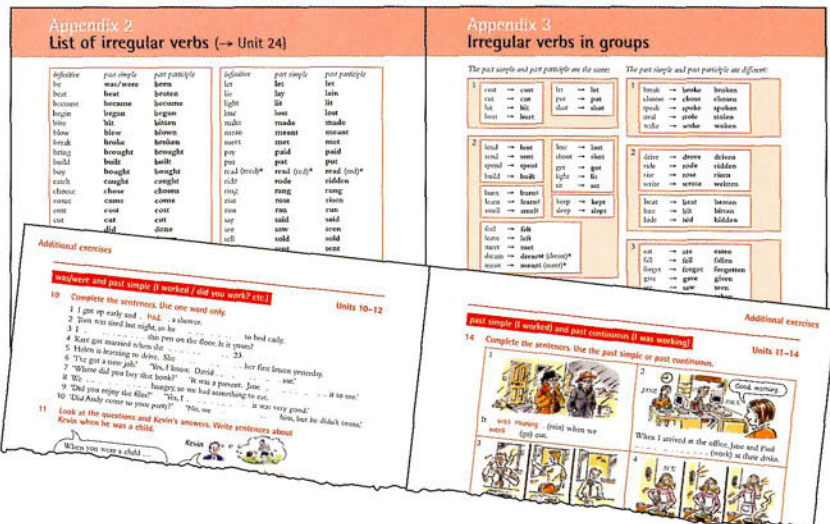 Appendix 2
List of irregular verbs (→ Unit 24)
infinitive past simple past participle
be was/were been
beat beat beaten
become became become
begin began begun
bite bit bitten
blow blew blown
break broke broken
bring brought brought
build built built
buy bought bought
catch caught caught
choose chose chosen
come came come
cost cost cost
cut cut cut
did done
infinitive past simple past participle
let let let
lie lay lain
light lit lit
lose lost lost
make made made
mean meant meant
meet met met
pay paid paid
put put put
read (reed)* read (red)* read (red)*
ride rode ridden
ring rang rung
rise rose risen
run ran run
say said said
see saw seen
sell sold sold
sent sent
Appendix 3
Irregular verbs in groups
The past simple and past participle are the same:
1
cost → cost
cut → cut
hit → hit
hurt → hurt
let → let
put → put
shut → shut
2
lend → lent
send → sent
spend → spent
build → built
lose → lost
shoot → shot
get → got
light → lit
sit → sat
burn → burnt
learn → learnt
smell → smelt
keep → kept
sleep → slept
feel → felt
leave → left
meet → met
dream → dreamt (dremt)*
mean → meant (ment)*
The past simple and past participle are different:
1
break → broke broken
choose → chose chosen
speak → spoke spoken
steal → stole stolen
wake → woke woken
2
drive → drove driven
ride → rode ridden
rise → rose risen
write → wrote written
beat → beat beaten
bite → bit bitten
hide → hid hidden
3
eat → ate eaten
fall → fell fallen
forget → forgot forgotten
give → gave given
see → saw seen
Additional exercises
was/were and past simple (I worked / did you work? etc.)
Units 10–12
10 Complete the sentences. Use one word only.
1 I got up early and had a shower.
2 Tom was tired last night, so he to bed early.
3 I this pen on the floor. Is it yours?
4 Kate got married when she 23.
5 Helen is learning to drive. She her first lesson yesterday.
6 'I've got a new job.' 'Yes, I know. David me.'
7 'Where did you buy that book?' 'It was a present. Jane it to me.'
8 We hungry, so we had something to eat.
9 'Did you enjoy the film?' 'Yes, I it was very good.'
10 'Did Andy come to your party?' 'No, we him, but he didn't come.'
11 Look at the questions and Kevin's answers. Write sentences about
Kevin when he was a child.
When you were a child ...
Kevin
Additional exercises
past simple (I worked) and past continuous (I was working)
Units 11–14
14 Complete the sentences. Use the past simple or past continuous.
1
It was raining (rain) when we
went (go) out.
2
JANE
PAUL
Good morning.
When I arrived at the office, Jane and Paul
(work) at their desks.
3
4